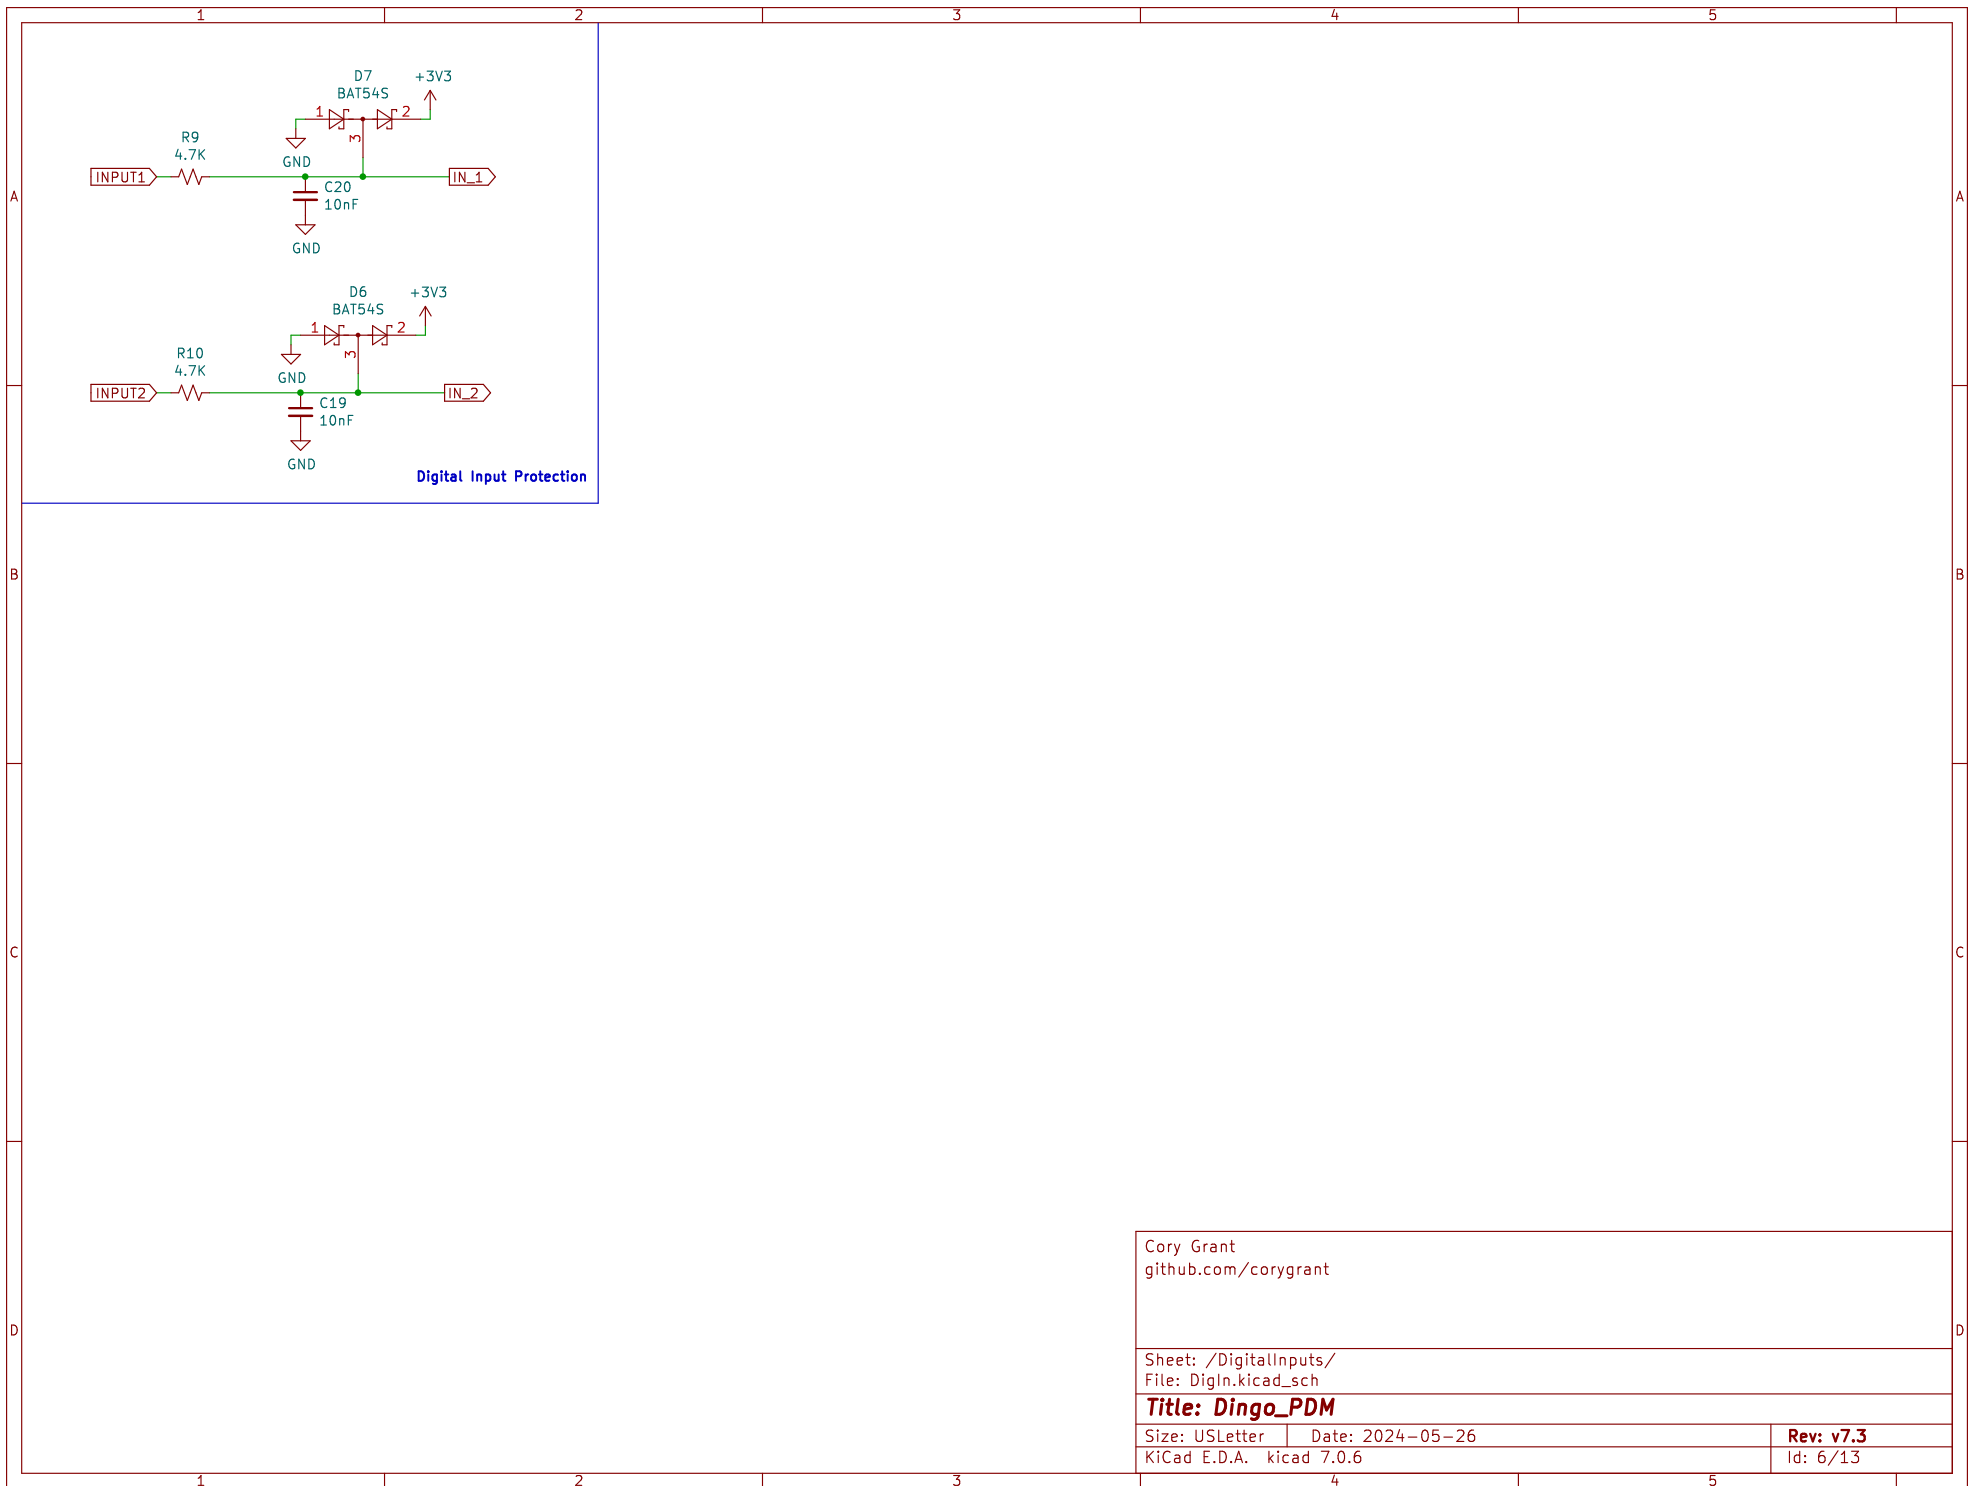 1 2 3 4 5
D7 +3V3
BAT54S
1 2
3
R9
4.7K
GND
INPUT1 IN_1
C20
10nF
GND
A A
D6 +3V3
BAT54S
1 2
3
R10
4.7K
GND
INPUT2 IN_2
C19
10nF
GND
Digital Input Protection
B B
C C
D D
Cory Grant
github.com/corygrant
Sheet: /DigitalInputs/
File: DigIn.kicad_sch
Title: Dingo_PDM
Size: USLetter Date: 2024-05-26 Rev: v7.3
KiCad E.D.A. kicad 7.0.6 Id: 6/13
1 2 3 4 5